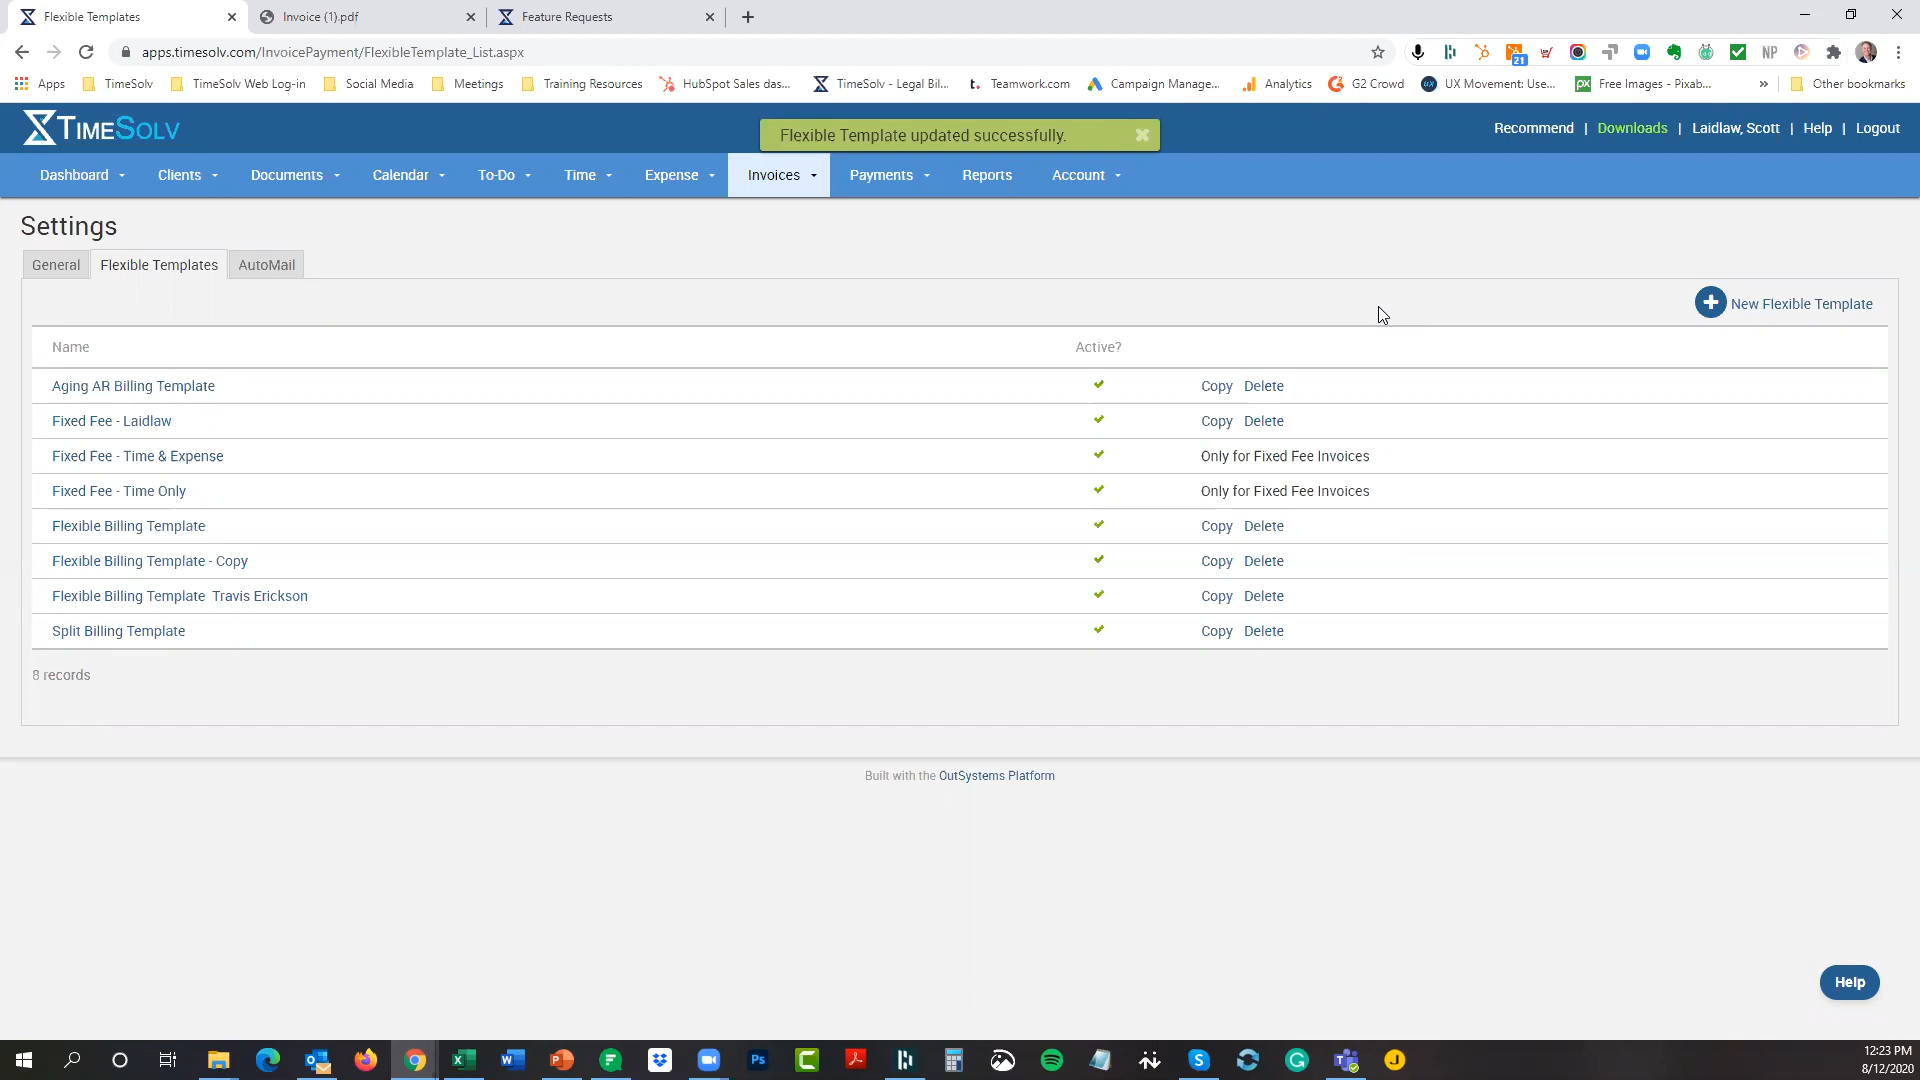 Flexible Templates
Invoice (1).pdf
Feature Requests
apps.timesolv.com/InvoicePayment/FlexibleTemplate_List.aspx
21
NP
Apps
TimeSolv
TimeSolv Web Log-in
Social Media
Meetings
Training Resources
HubSpot Sales das...
TimeSolv - Legal Bil...
Teamwork.com
Campaign Manage...
Analytics
G2 Crowd
UX Movement: Use...
Free Images - Pixab...
»
Other bookmarks
TIMESOLV
Flexible Template updated successfully.
Recommend | Downloads | Laidlaw, Scott | Help | Logout
Dashboard
Clients
Documents
Calendar
To-Do
Time
Expense
Invoices
Payments
Reports
Account
Settings
General
Flexible Templates
AutoMail
New Flexible Template
Name Active?
Aging AR Billing Template Copy Delete
Fixed Fee - Laidlaw Copy Delete
Fixed Fee - Time & Expense Only for Fixed Fee Invoices
Fixed Fee - Time Only Only for Fixed Fee Invoices
Flexible Billing Template Copy Delete
Flexible Billing Template - Copy Copy Delete
Flexible Billing Template Travis Erickson Copy Delete
Split Billing Template Copy Delete
8 records
Built with the OutSystems Platform
Help
12:23 PM
8/12/2020